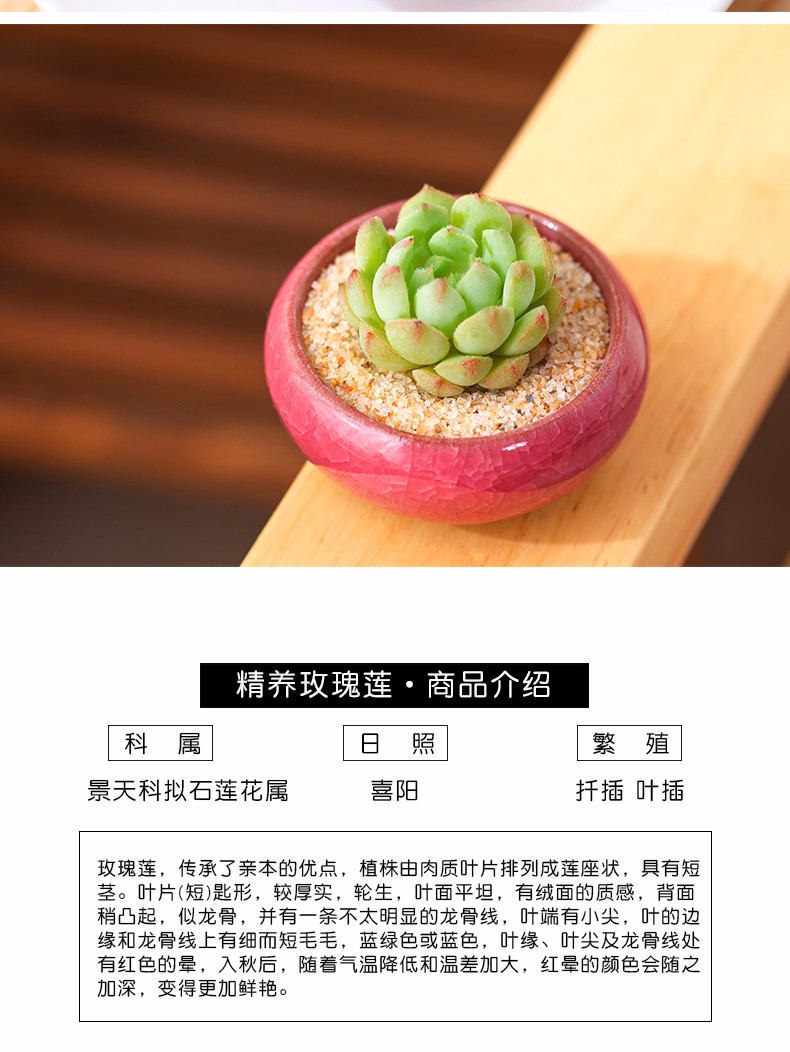 精养玫瑰莲·商品介绍
科 属 日 照 繁 殖
景天科拟石莲花属 喜阳 扦插 叶插
玫瑰莲，传承了亲本的优点，植株由肉质叶片排列成莲座状，具有短
茎。叶片(短)匙形，较厚实，轮生，叶面平坦，有绒面的质感，背面
稍凸起，似龙骨，并有一条不太明显的龙骨线，叶端有小尖，叶的边
缘和龙骨线上有细而短毛毛，蓝绿色或蓝色，叶缘、叶尖及龙骨线处
有红色的晕，入秋后，随着气温降低和温差加大，红晕的颜色会随之
加深，变得更加鲜艳。